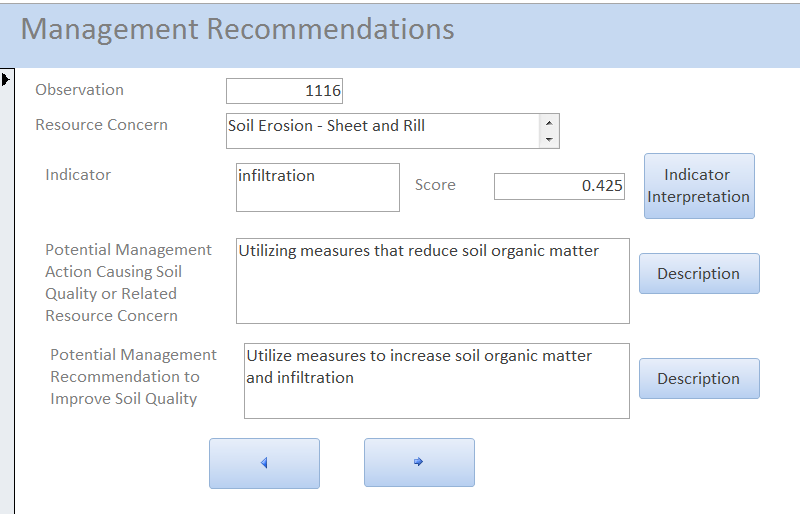 Management Recommendations
Observation
1116
Resource Concern
Soil Erosion - Sheet and Rill
Indicator
infiltration
Score
0.425
Indicator
Interpretation
Potential Management
Action Causing Soil
Quality or Related
Resource Concern
Utilizing measures that reduce soil organic matter
Description
Potential Management
Recommendation to
Improve Soil Quality
Utilize measures to increase soil organic matter
and infiltration
Description